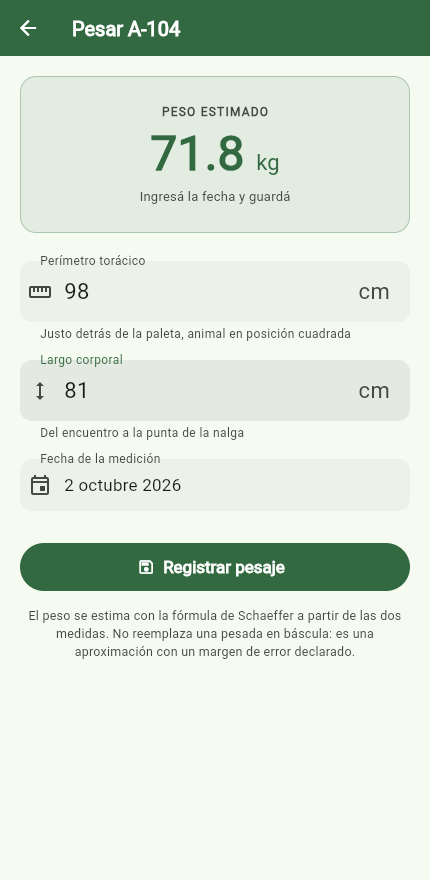 Pesar A-104
PESO ESTIMADO
71.8 kg
Ingresá la fecha y guardá
Perímetro torácico
98 cm
Justo detrás de la paleta, animal en posición cuadrada
Largo corporal
81 cm
Del encuentro a la punta de la nalga
Fecha de la medición
2 octubre 2026
Registrar pesaje
El peso se estima con la fórmula de Schaeffer a partir de las dos
medidas. No reemplaza una pesada en báscula: es una
aproximación con un margen de error declarado.